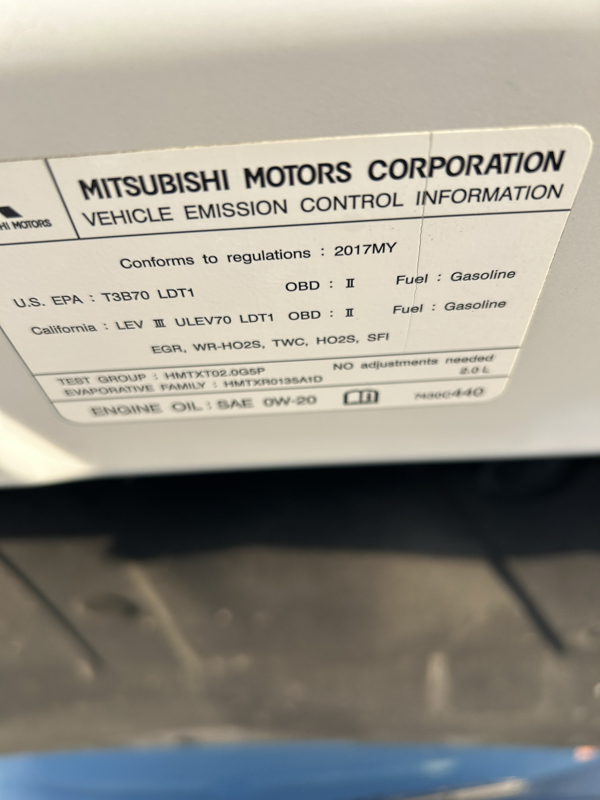 MITSUBISHI MOTORS CORPORATION
HI MOTORS
VEHICLE EMISSION CONTROL INFORMATION
Conforms to regulations : 2017MY
U.S. EPA : T3B70 LDT1 OBD : Ⅱ Fuel : Gasoline
California : LEV Ⅲ ULEV70 LDT1 OBD : Ⅱ Fuel : Gasoline
EGR, WR-HO2S, TWC, HO2S, SFI
TEST GROUP : HMTXT02.0G5P NO adjustments needed
EVAPORATIVE FAMILY : HMTXR0135A1D 2.0 L
ENGINE OIL : SAE 0W-20